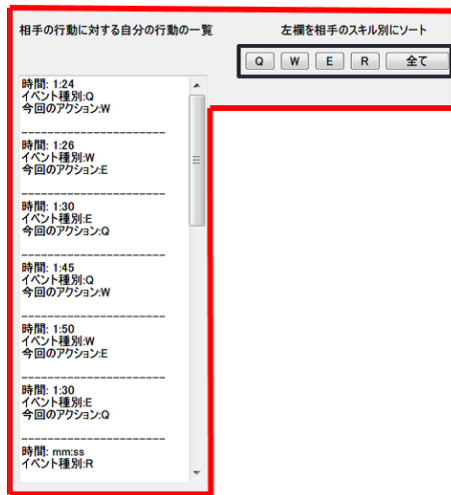 相手の行動に対する自分の行動の一覧
左欄を相手のスキル別にソート
Q W E R 全て
時間: 1:24
イベント種別:Q
今回のアクション:W
----------------------
時間: 1:26
イベント種別:W
今回のアクション:E
----------------------
時間: 1:30
イベント種別:E
今回のアクション:Q
----------------------
時間: 1:45
イベント種別:Q
今回のアクション:W
----------------------
時間: 1:50
イベント種別:W
今回のアクション:E
----------------------
時間: 1:30
イベント種別:E
今回のアクション:Q
----------------------
時間: mm:ss
イベント種別:R